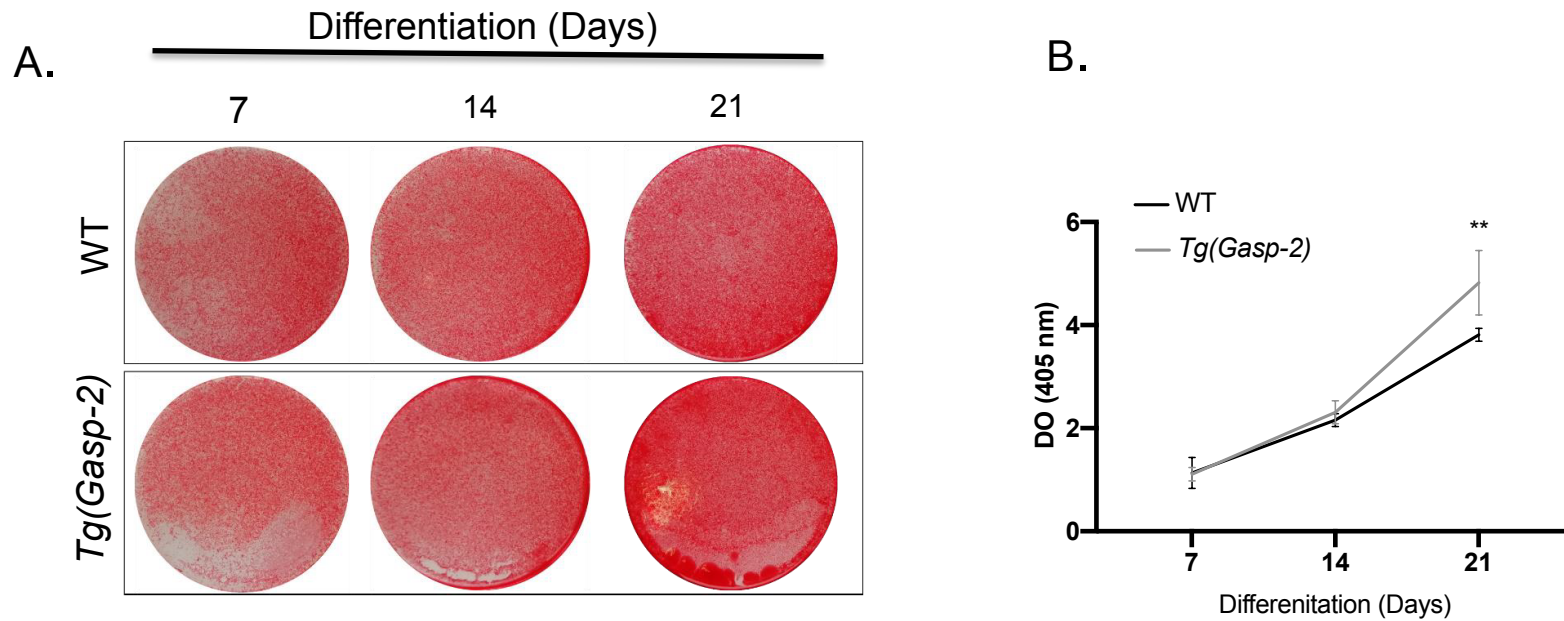 A.
Differentiation (Days)
7 14 21
WT
Tg(Gasp-2)
B.
WT
Tg(Gasp-2)
**
6
4
2
0
DO (405 nm)
7 14 21
Differenitation (Days)